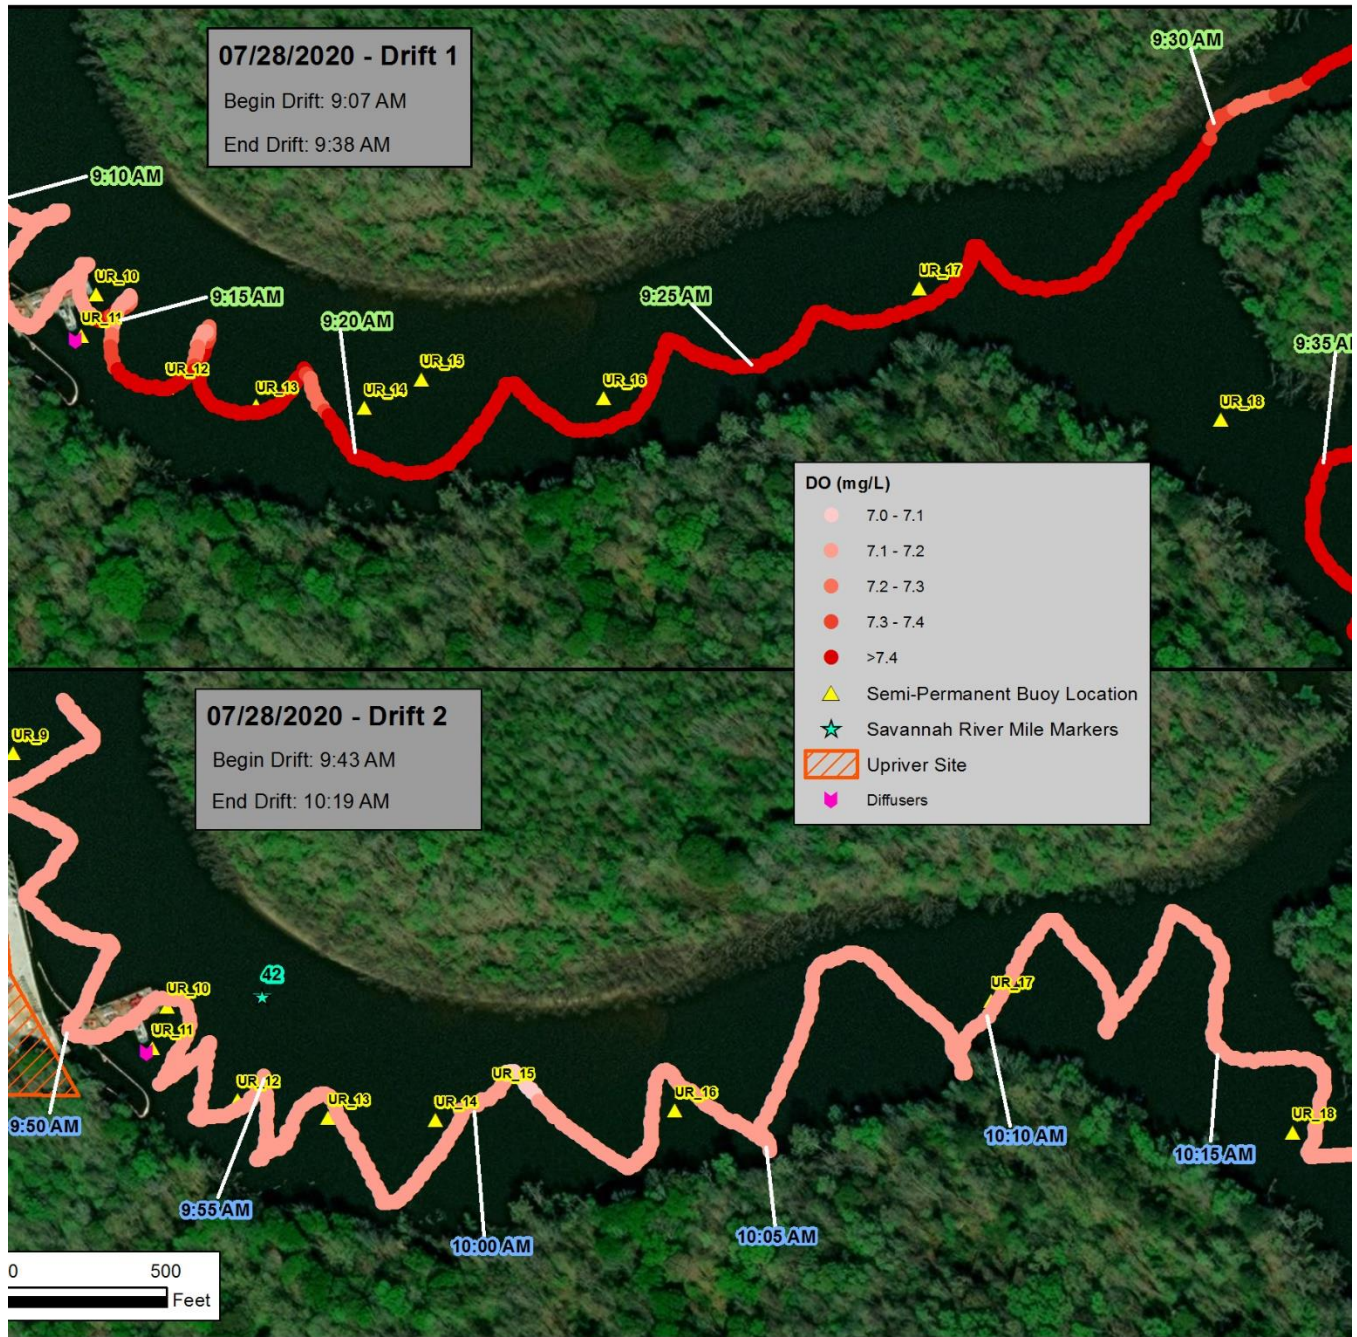 07/28/2020 - Drift 1
Begin Drift: 9:07 AM
End Drift: 9:38 AM
9:30 AM
9:10 AM
UR_10
9:15 AM
UR_11
9:20 AM
9:25 AM
UR_17
UR_12
UR_13
UR_14
UR_15
UR_16
9:35 A
UR_18
DO (mg/L)
7.0 - 7.1
7.1 - 7.2
7.2 - 7.3
7.3 - 7.4
>7.4
Semi-Permanent Buoy Location
Savannah River Mile Markers
Upriver Site
Diffusers
07/28/2020 - Drift 2
Begin Drift: 9:43 AM
End Drift: 10:19 AM
UR_9
42
UR_10
UR_11
UR_12
UR_13
UR_14
UR_15
UR_16
UR_17
UR_18
9:50 AM
9:55 AM
10:00 AM
10:05 AM
10:10 AM
10:15 AM
0 500
Feet